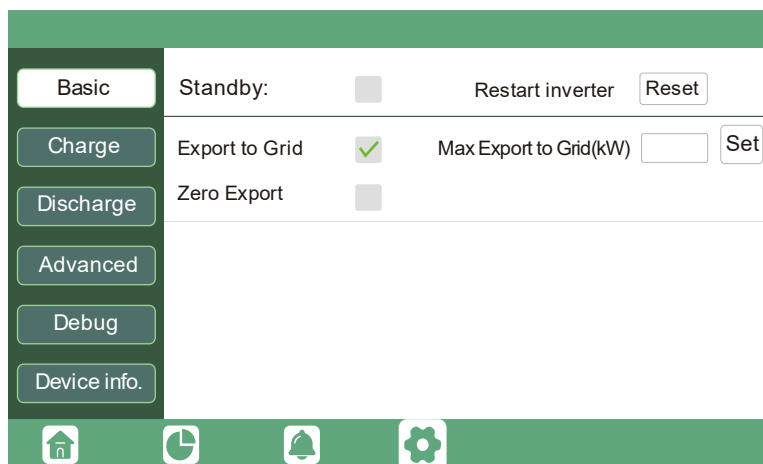 Basic
Standby:
Restart inverter
Reset
Charge
Export to Grid
Max Export to Grid(kW)
Set
Discharge
Zero Export
Advanced
Debug
Device info.